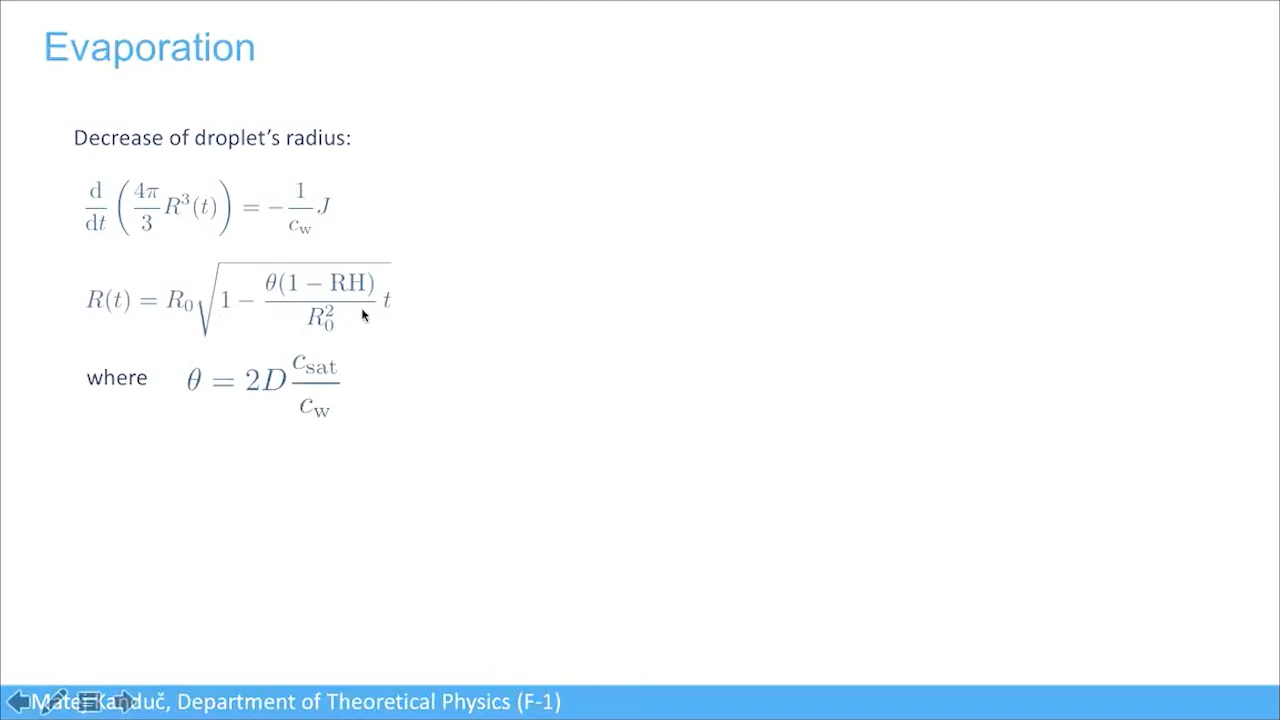 Evaporation
Decrease of droplet's radius:
d/dt (4π/3 R³(t)) = − 1/c_w J
R(t) = R₀ √(1 − θ(1 − RH)/R₀² t)
where θ = 2D c_sat/c_w
Matej Kanduč, Department of Theoretical Physics (F-1)